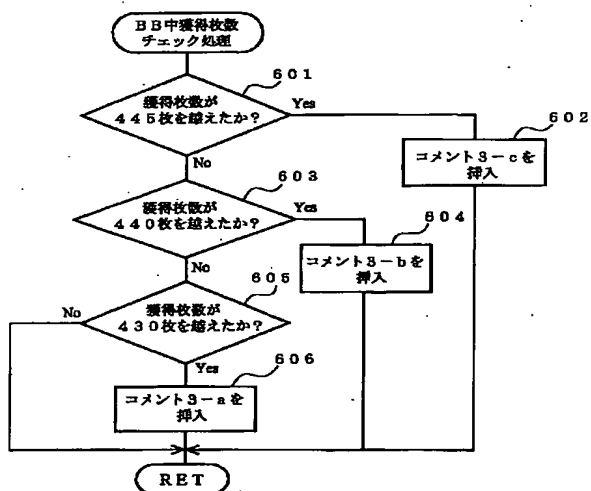 ＢＢ中獲得枚数
チェック処理
６０１
獲得枚数が
４４５枚を越えたか？
Yes
No
６０２
コメント３－ｃを
挿入
６０３
獲得枚数が
４４０枚を越えたか？
Yes
No
６０４
コメント３－ｂを
挿入
６０５
獲得枚数が
４３０枚を越えたか？
No
Yes
６０６
コメント３－ａを
挿入
ＲＥＴ